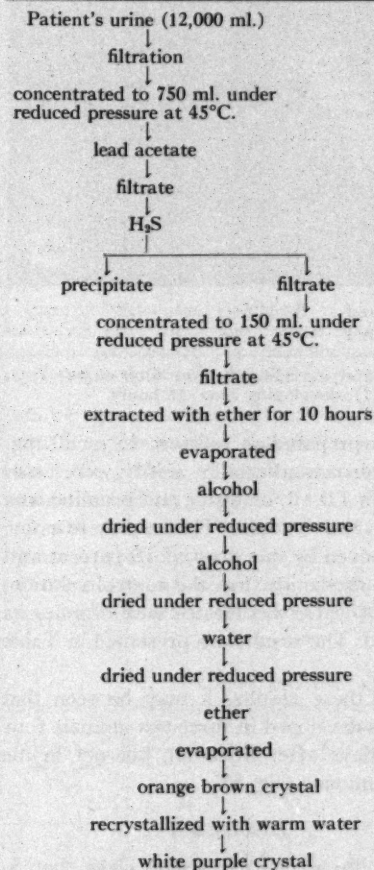 Patient's urine (12,000 ml.)
filtration
concentrated to 750 ml. under
reduced pressure at 45°C.
lead acetate
filtrate
H₂S
precipitate filtrate
concentrated to 150 ml. under
reduced pressure at 45°C.
filtrate
extracted with ether for 10 hours
evaporated
alcohol
dried under reduced pressure
alcohol
dried under reduced pressure
water
dried under reduced pressure
ether
evaporated
orange brown crystal
recrystallized with warm water
white purple crystal